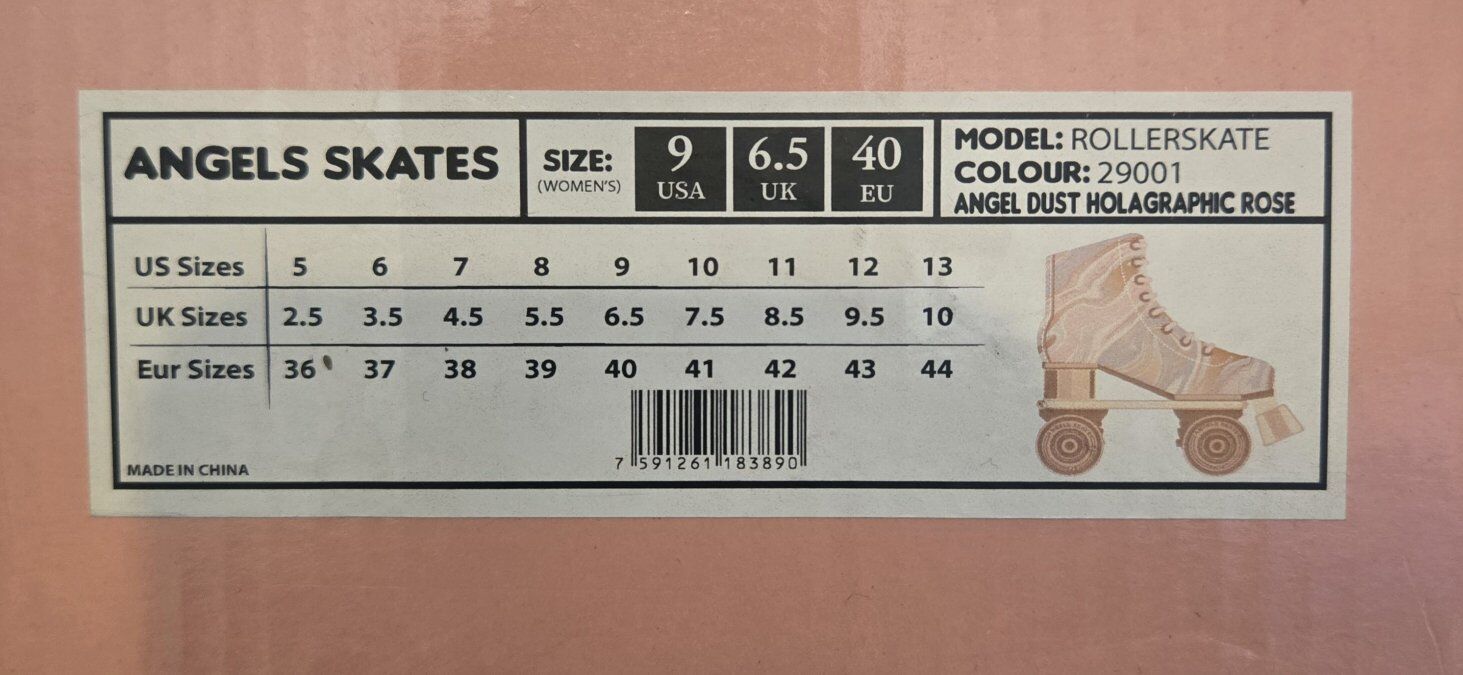 ANGELS SKATES
SIZE:
(WOMEN'S)
9
USA
6.5
UK
40
EU
MODEL: ROLLERSKATE
COLOUR: 29001
ANGEL DUST HOLAGRAPHIC ROSE
US Sizes 5 6 7 8 9 10 11 12 13
UK Sizes 2.5 3.5 4.5 5.5 6.5 7.5 8.5 9.5 10
Eur Sizes 36 37 38 39 40 41 42 43 44
7 591261 183890
MADE IN CHINA